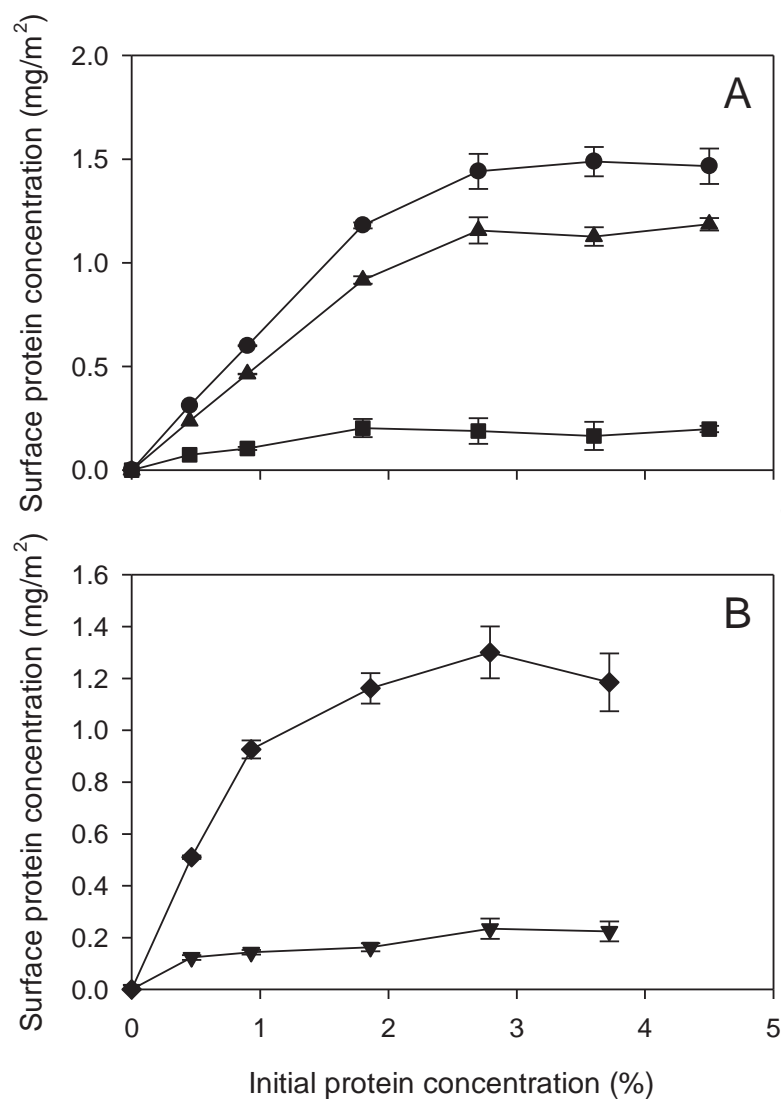 Surface protein concentration (mg/m²)
2.0
1.5
1.0
0.5
0.0
A
Surface protein concentration (mg/m²)
1.6
1.4
1.2
1.0
0.8
0.6
0.4
0.2
0.0
B
0 1 2 3 4 5
Initial protein concentration (%)